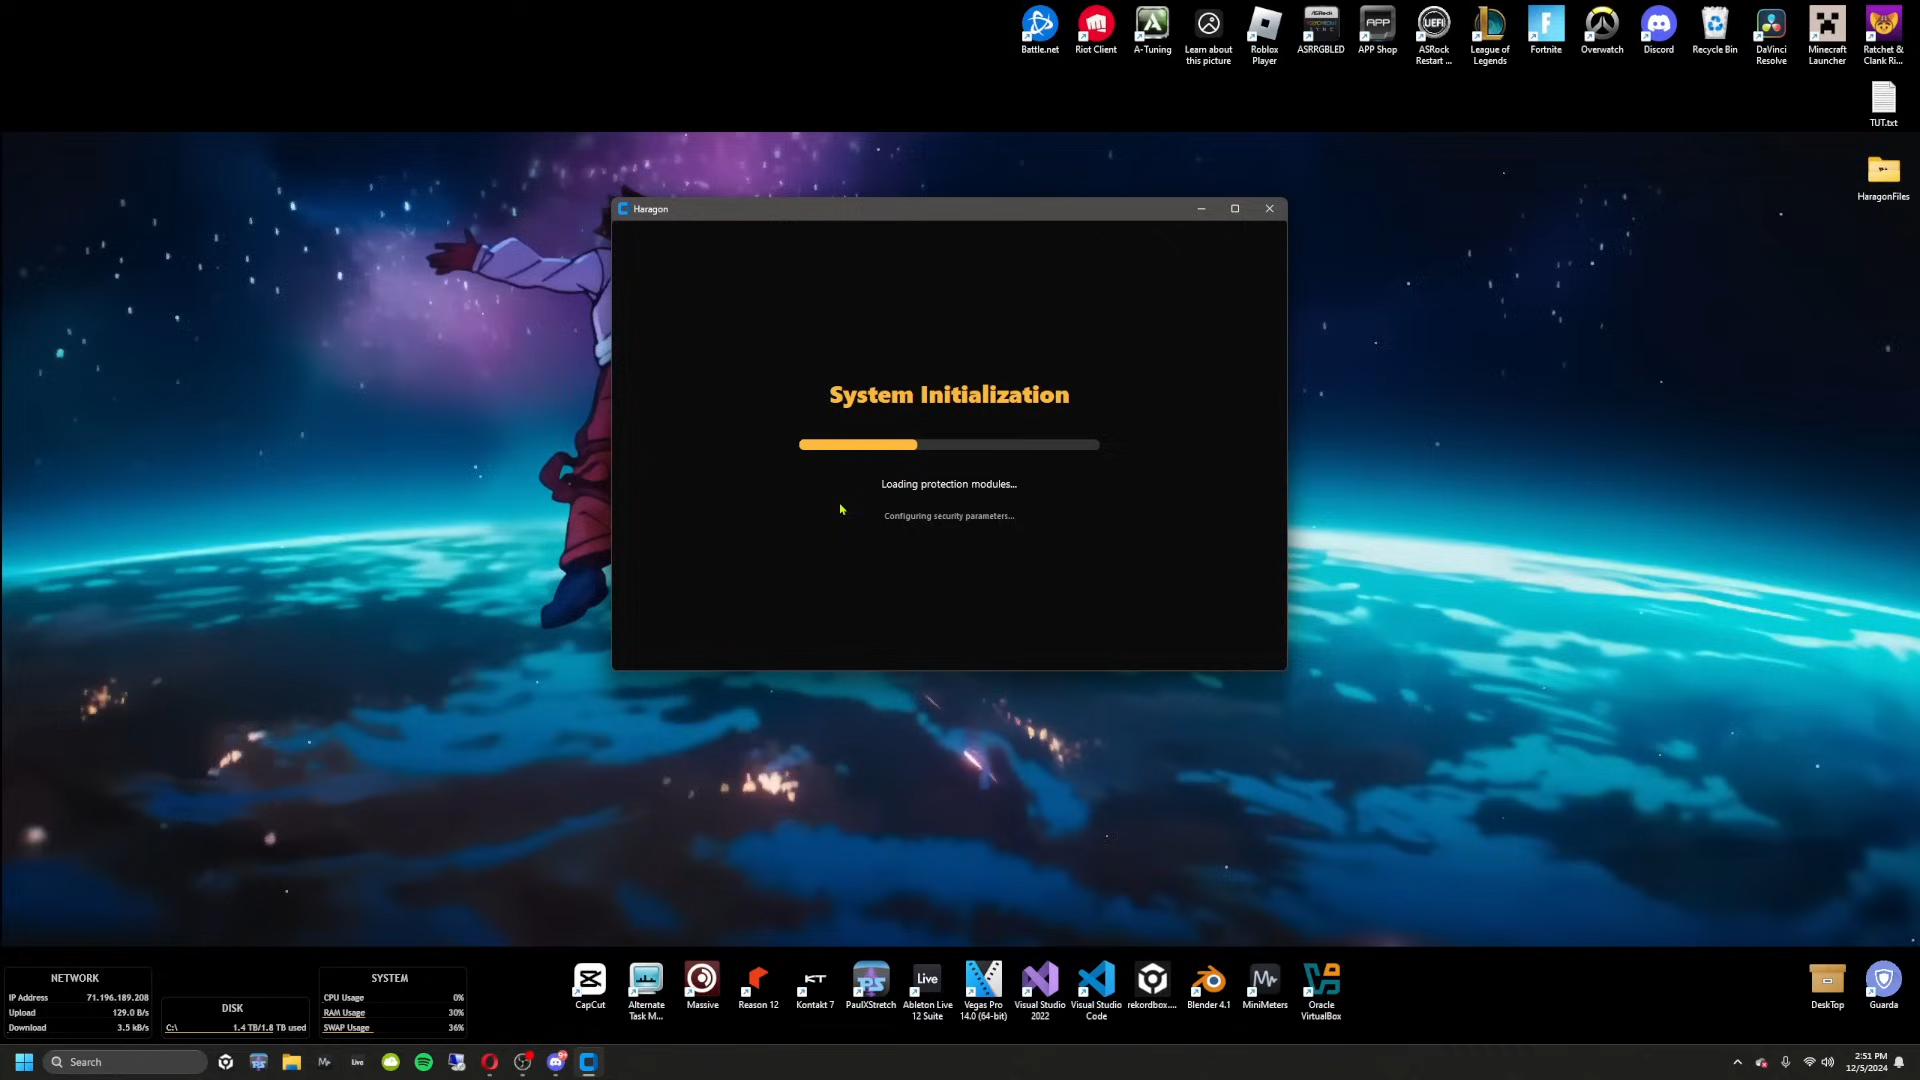 Battle.net
Riot Client
A-Tuning
Learn about
this picture
Roblox
Player
ASRRGBLED
APP Shop
ASRock
Restart ...
League of
Legends
Fortnite
Overwatch
Discord
Recycle Bin
DaVinci
Resolve
Minecraft
Launcher
Ratchet &
Clank Ri...
APP
UEFI
TUT.txt
HaragonFiles
Haragon
System Initialization
Loading protection modules...
Configuring security parameters...
NETWORK
IP Address 71.196.189.208
Upload 129.0 B/s
Download 3.5 kB/s
DISK
C:\ 1.4 TB/1.8 TB used
SYSTEM
CPU Usage 0%
RAM Usage 30%
SWAP Usage 36%
CapCut
Alternate
Task M...
Massive
Reason 12
KT
Kontakt 7
PS
PaulXStretch
Live
Ableton Live
12 Suite
Vegas Pro
14.0 (64-bit)
Visual Studio
2022
Visual Studio
Code
rekordbox....
Blender 4.1
MiniMeters
Oracle
VirtualBox
DeskTop
Guarda
Search
Live
2:51 PM
12/5/2024